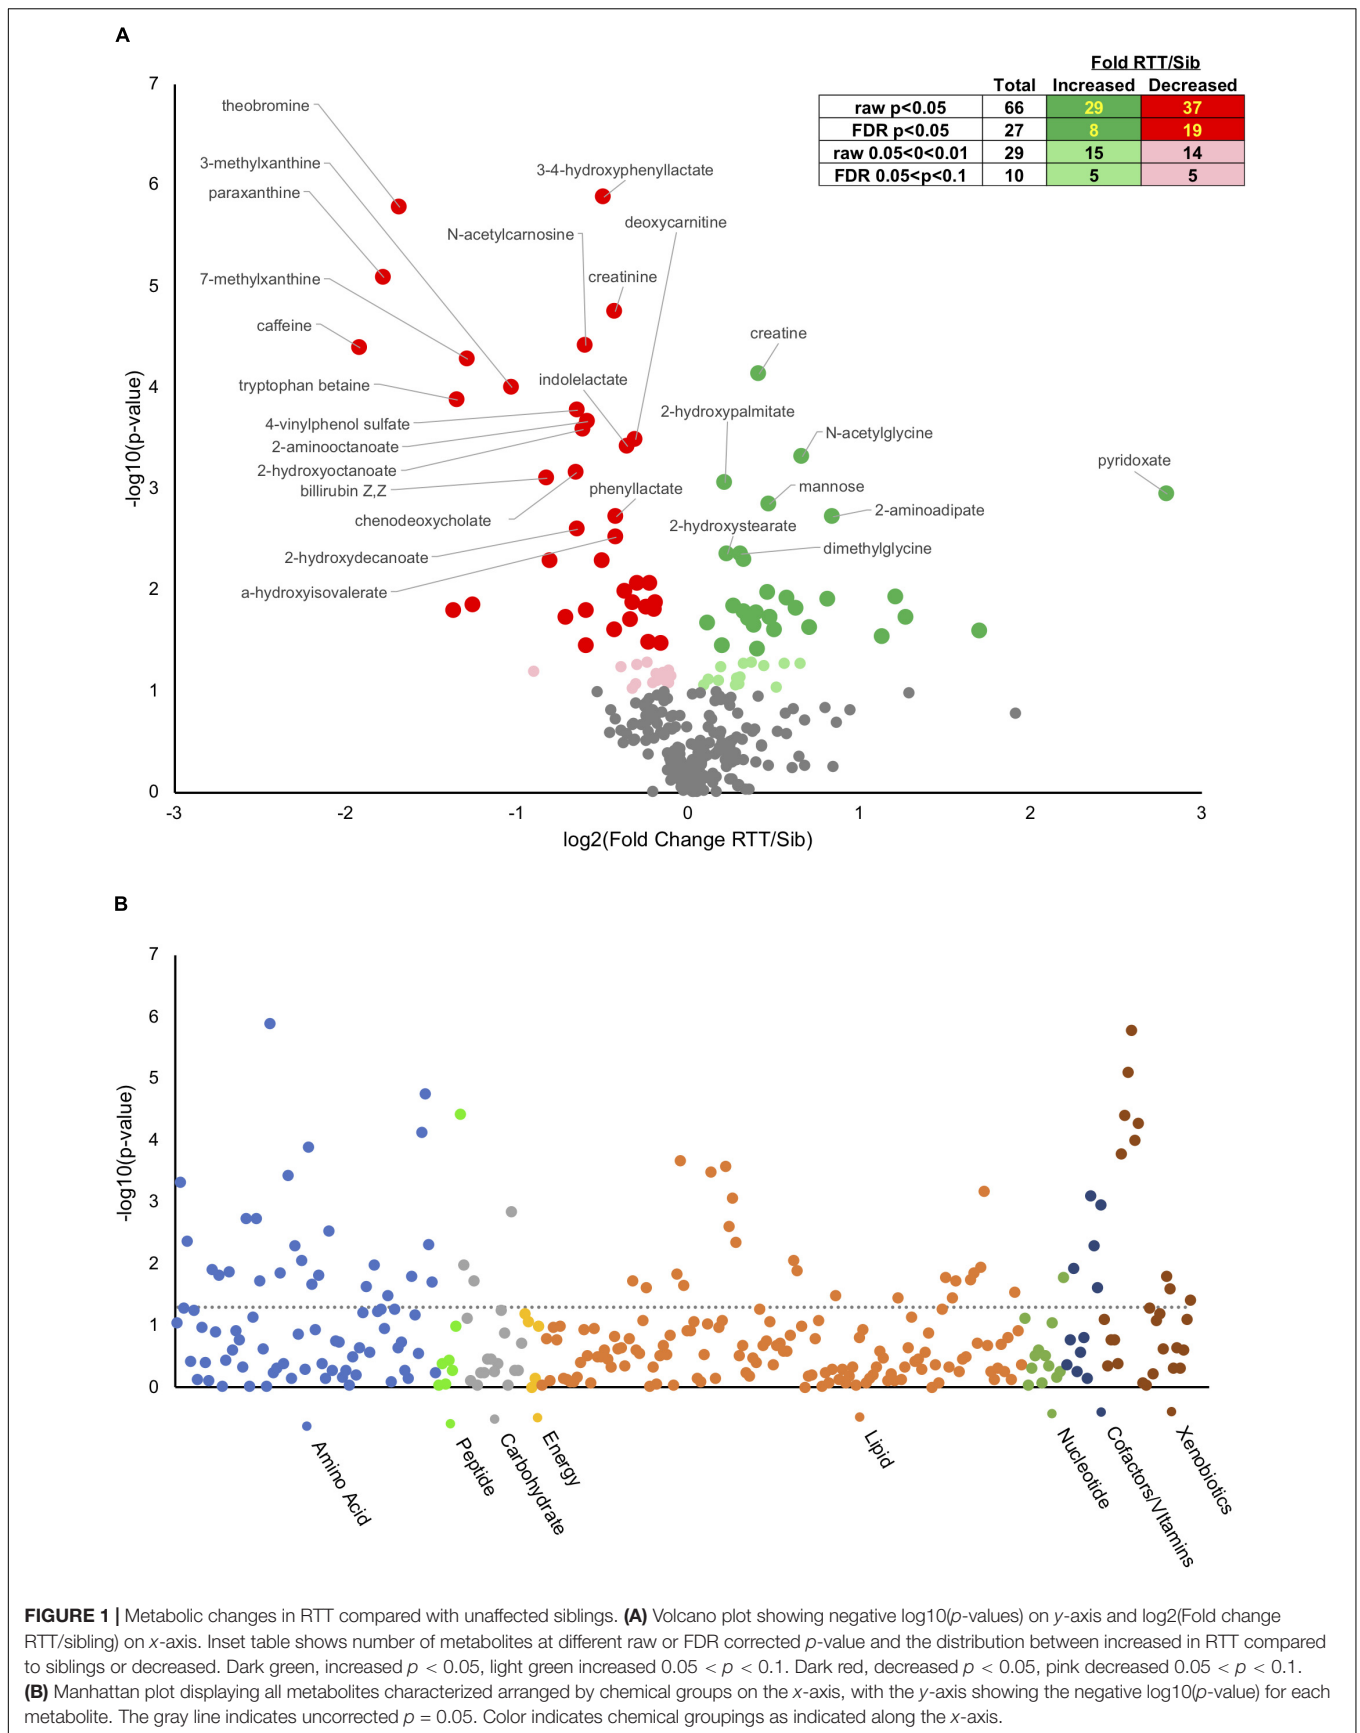 A
7
6
5
4
3
2
1
0
-log10(p-value)
-3
-2
-1
0
1
2
3
log2(Fold Change RTT/Sib)
Fold RTT/Sib
Total Increased Decreased
raw p<0.05 66 29 37
FDR p<0.05 27 8 19
raw 0.05<0<0.01 29 15 14
FDR 0.05<p<0.1 10 5 5
theobromine
3-methylxanthine
paraxanthine
7-methylxanthine
caffeine
tryptophan betaine
4-vinylphenol sulfate
2-aminooctanoate
2-hydroxyoctanoate
billirubin Z,Z
chenodeoxycholate
2-hydroxydecanoate
a-hydroxyisovalerate
3-4-hydroxyphenyllactate
deoxycarnitine
N-acetylcarnosine
creatinine
indolelactate
phenyllactate
creatine
2-hydroxypalmitate
N-acetylglycine
pyridoxate
mannose
2-aminoadipate
2-hydroxystearate
dimethylglycine
B
7
6
5
4
3
2
1
0
-log10(p-value)
Amino Acid
Peptide
Carbohydrate
Energy
Lipid
Nucleotide
Cofactors/VItamins
Xenobiotics
FIGURE 1 | Metabolic changes in RTT compared with unaffected siblings. (A) Volcano plot showing negative log10(p-values) on y-axis and log2(Fold change
RTT/sibling) on x-axis. Inset table shows number of metabolites at different raw or FDR corrected p-value and the distribution between increased in RTT compared
to siblings or decreased. Dark green, increased p < 0.05, light green increased 0.05 < p < 0.1. Dark red, decreased p < 0.05, pink decreased 0.05 < p < 0.1.
(B) Manhattan plot displaying all metabolites characterized arranged by chemical groups on the x-axis, with the y-axis showing the negative log10(p-value) for each
metabolite. The gray line indicates uncorrected p = 0.05. Color indicates chemical groupings as indicated along the x-axis.